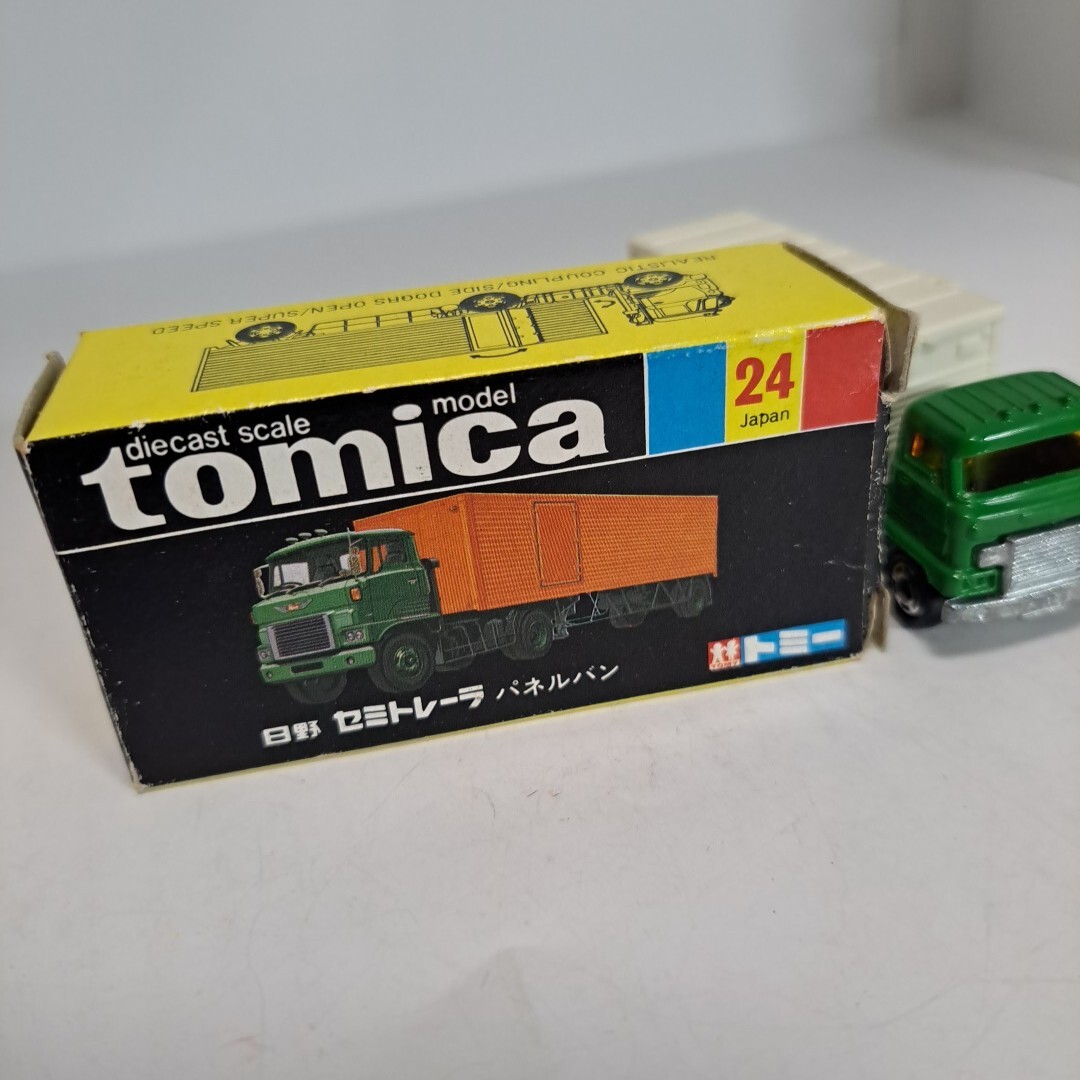 REALISTIC COUPLING/SIDE DOORS OPEN/SUPER SPEED
diecast scale model
tomica
24
Japan
TOMY トミー
日野 セミトレーラ パネルバン